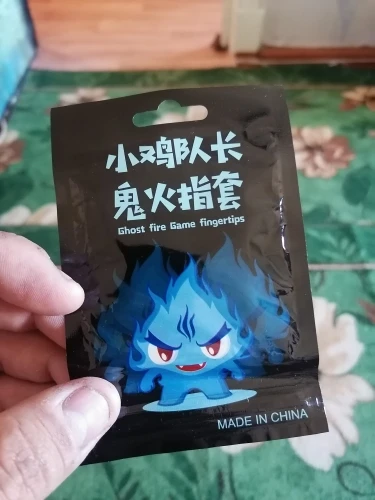 小鸡队长
鬼火指套
Ghost fire Game fingertips
MADE IN CHINA